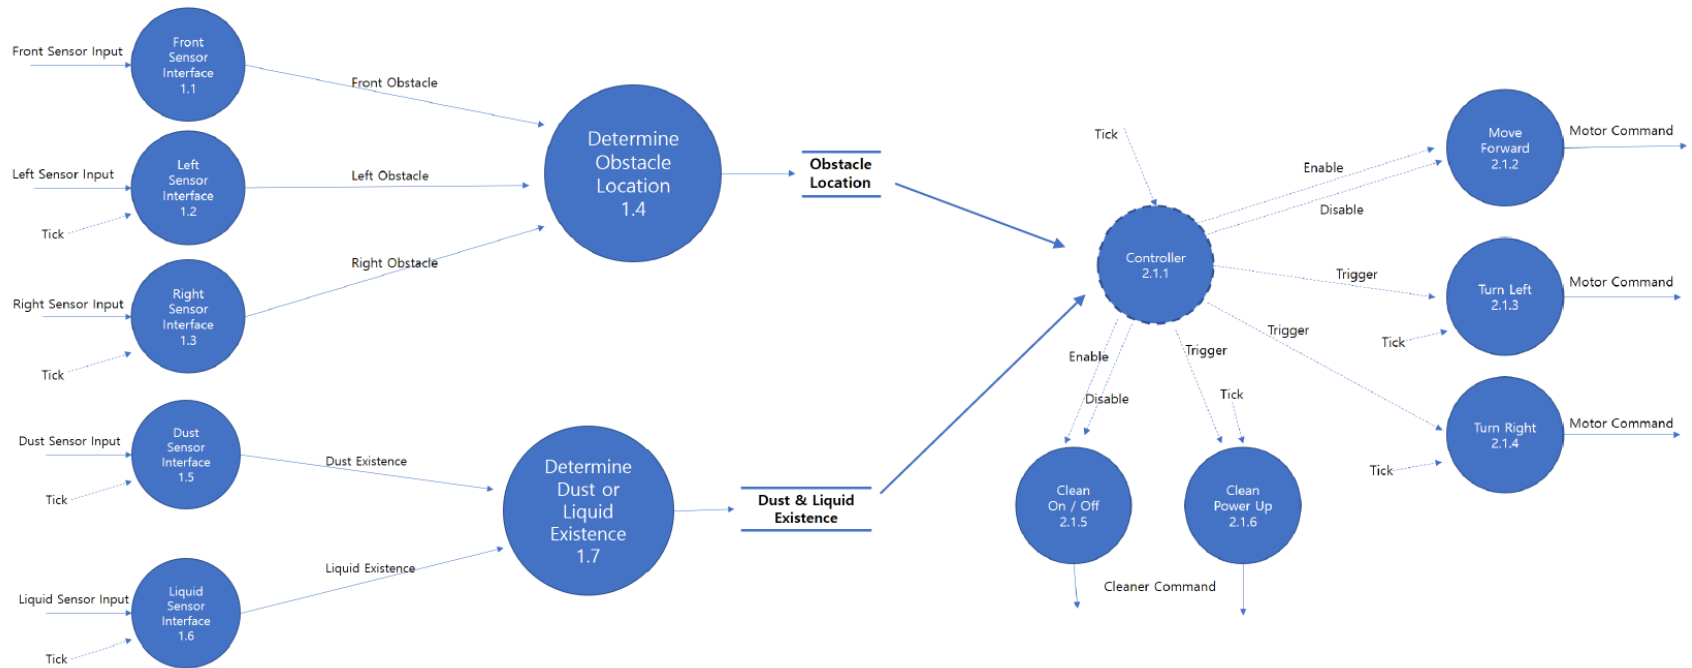 Front Sensor Input
Front
Sensor
Interface
1.1
Front Obstacle
Left Sensor Input
Left
Sensor
Interface
1.2
Tick
Left Obstacle
Right Sensor Input
Right
Sensor
Interface
1.3
Tick
Right Obstacle
Determine
Obstacle
Location
1.4
Obstacle
Location
Dust Sensor Input
Dust
Sensor
Interface
1.5
Tick
Dust Existence
Liquid Sensor Input
Liquid
Sensor
Interface
1.6
Tick
Liquid Existence
Determine
Dust or
Liquid
Existence
1.7
Dust & Liquid
Existence
Tick
Controller
2.1.1
Enable
Disable
Move
Forward
2.1.2
Motor Command
Trigger
Turn Left
2.1.3
Tick
Motor Command
Trigger
Turn Right
2.1.4
Tick
Motor Command
Enable
Disable
Clean
On / Off
2.1.5
Trigger
Tick
Clean
Power Up
2.1.6
Cleaner Command